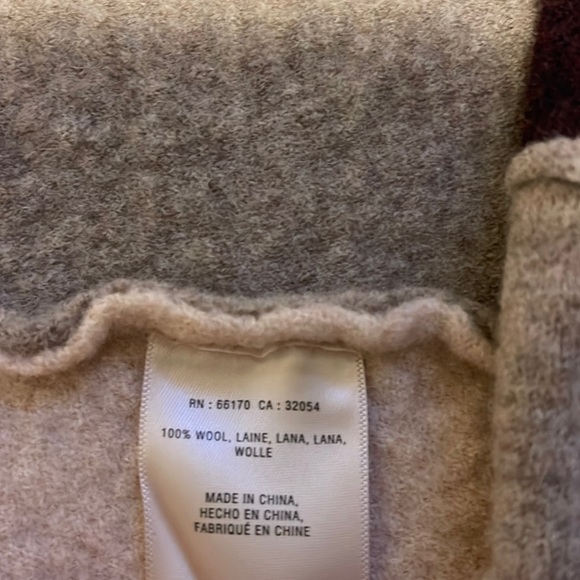 RN : 66170 CA : 32054
100% WOOL, LAINE, LANA, LANA,
WOLLE
MADE IN CHINA,
HECHO EN CHINA,
FABRIQUÉ EN CHINE